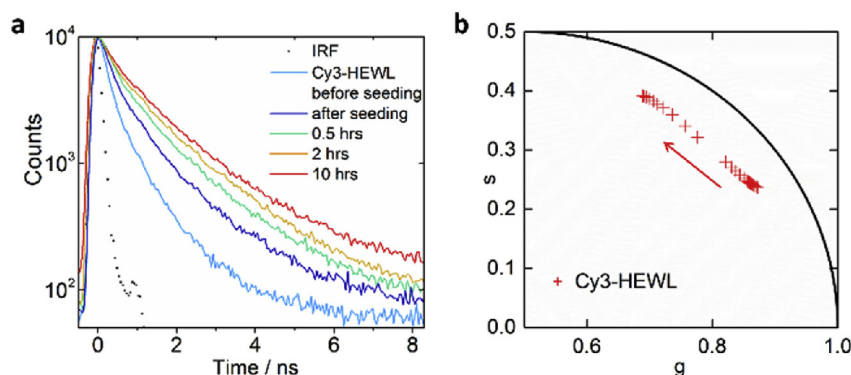 a
10⁴
10³
10²
Counts
0
2
4
6
8
Time / ns
IRF
Cy3-HEWL
before seeding
after seeding
0.5 hrs
2 hrs
10 hrs
b
0.5
0.4
0.3
0.2
0.1
0.0
s
0.6
0.8
1.0
g
Cy3-HEWL